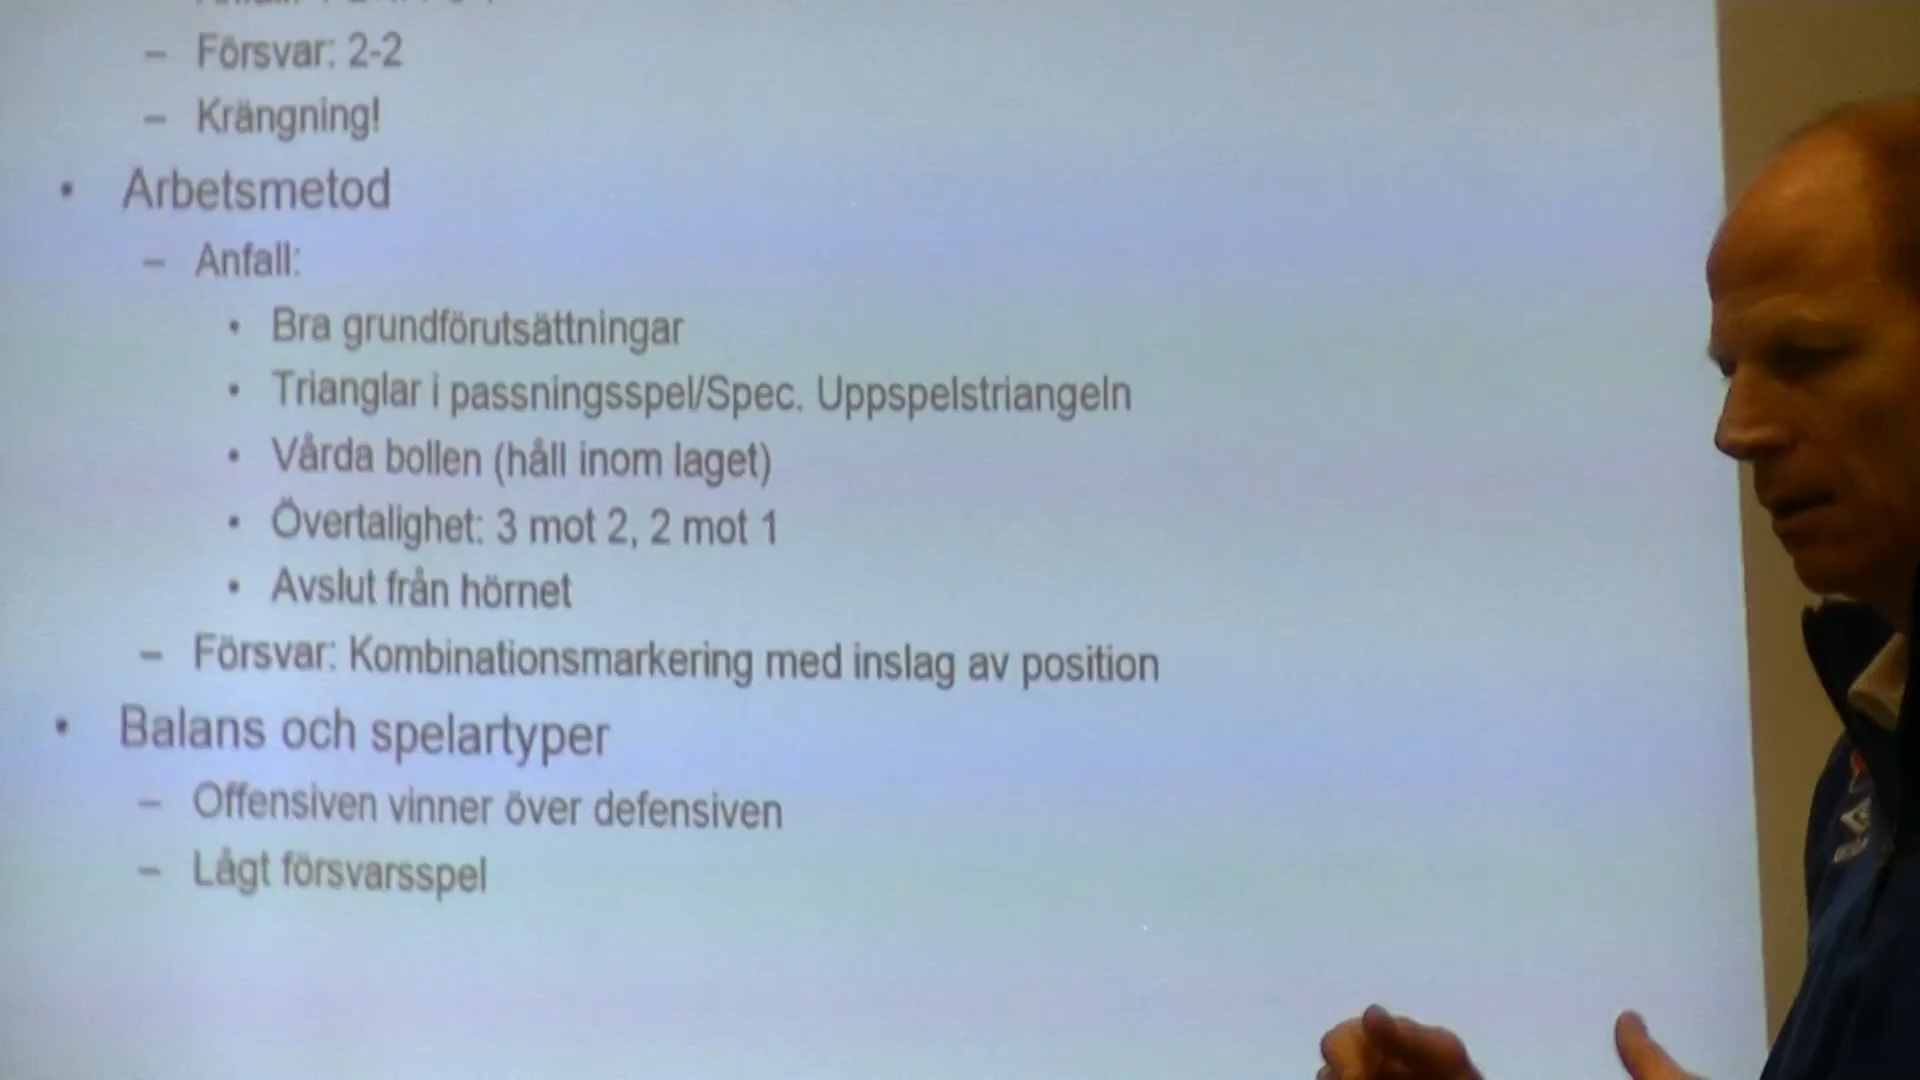 – Försvar: 2-2
– Krängning!
• Arbetsmetod
– Anfall:
• Bra grundförutsättningar
• Trianglar i passningsspel/Spec. Uppspelstriangeln
• Vårda bollen (håll inom laget)
• Övertalighet: 3 mot 2, 2 mot 1
• Avslut från hörnet
– Försvar: Kombinationsmarkering med inslag av position
• Balans och spelartyper
– Offensiven vinner över defensiven
– Lågt försvarsspel